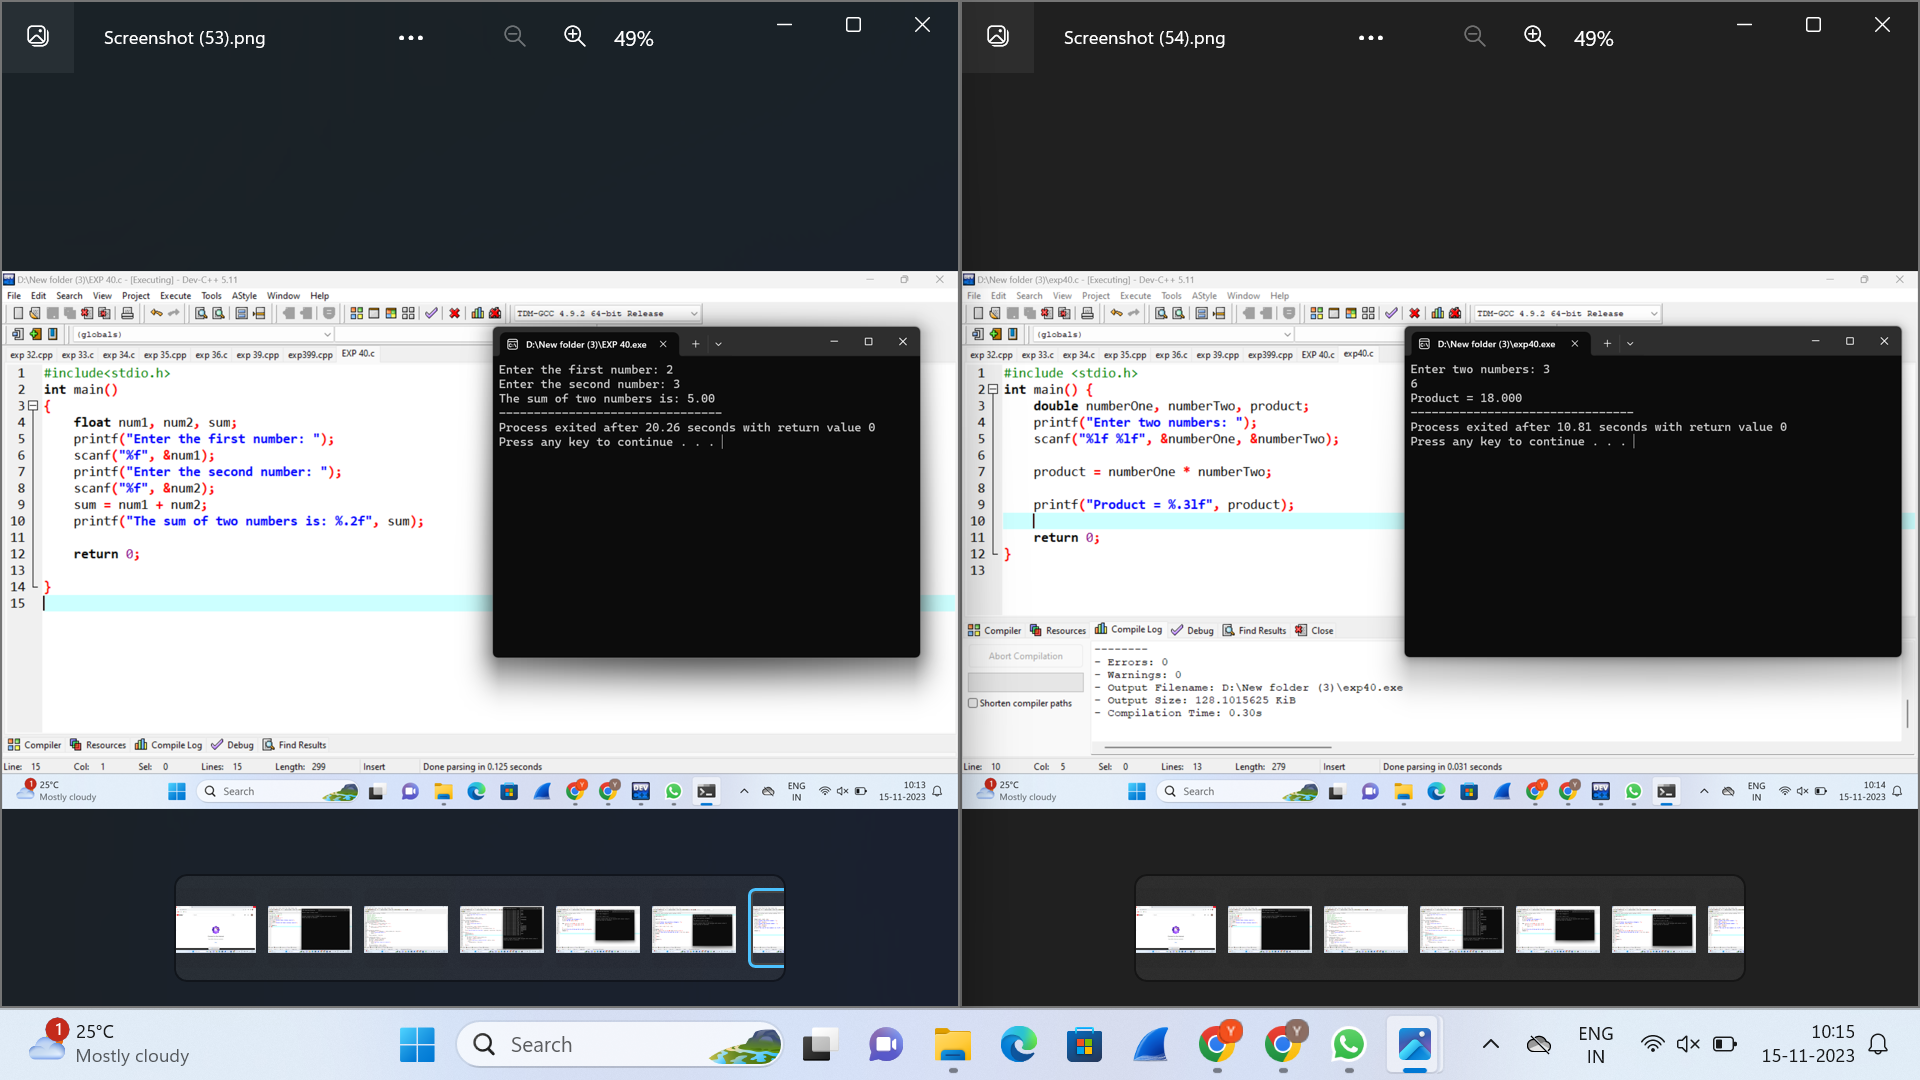 Screenshot (53).png
49%
D:\New folder (3)\EXP 40.c - [Executing] - Dev-C++ 5.11
File Edit Search View Project Execute Tools AStyle Window Help
TDM-GCC 4.9.2 64-bit Release
(globals)
exp 32.cpp exp 33.c exp 34.c exp 35.cpp exp 36.c exp 39.cpp exp399.cpp EXP 40.c
1 #include<stdio.h>
2 int main()
3 {
4 float num1, num2, sum;
5 printf("Enter the first number: ");
6 scanf("%f", &num1);
7 printf("Enter the second number: ");
8 scanf("%f", &num2);
9 sum = num1 + num2;
10 printf("The sum of two numbers is: %.2f", sum);
11
12 return 0;
13
14 }
15
D:\New folder (3)\EXP 40.exe
Enter the first number: 2
Enter the second number: 3
The sum of two numbers is: 5.00
--------------------------------
Process exited after 20.26 seconds with return value 0
Press any key to continue . . .
Compiler Resources Compile Log Debug Find Results
Line: 15 Col: 1 Sel: 0 Lines: 15 Length: 299 Insert Done parsing in 0.125 seconds
1
25°C
Mostly cloudy
Search
DEV
ENG
IN
10:13
15-11-2023
Screenshot (54).png
49%
D:\New folder (3)\exp40.c - [Executing] - Dev-C++ 5.11
File Edit Search View Project Execute Tools AStyle Window Help
TDM-GCC 4.9.2 64-bit Release
(globals)
exp 32.cpp exp 33.c exp 34.c exp 35.cpp exp 36.c exp 39.cpp exp399.cpp EXP 40.c exp40.c
1 #include <stdio.h>
2 int main() {
3 double numberOne, numberTwo, product;
4 printf("Enter two numbers: ");
5 scanf("%lf %lf", &numberOne, &numberTwo);
6
7 product = numberOne * numberTwo;
8
9 printf("Product = %.3lf", product);
10
11 return 0;
12 }
13
D:\New folder (3)\exp40.exe
Enter two numbers: 3
6
Product = 18.000
--------------------------------
Process exited after 10.81 seconds with return value 0
Press any key to continue . . .
Compiler Resources Compile Log Debug Find Results Close
Abort Compilation
Shorten compiler paths
--------
- Errors: 0
- Warnings: 0
- Output Filename: D:\New folder (3)\exp40.exe
- Output Size: 128.1015625 KiB
- Compilation Time: 0.30s
Line: 10 Col: 5 Sel: 0 Lines: 13 Length: 279 Insert Done parsing in 0.031 seconds
1
25°C
Mostly cloudy
Search
DEV
ENG
IN
10:14
15-11-2023
1
25°C
Mostly cloudy
Search
Y
Y
ENG
IN
10:15
15-11-2023